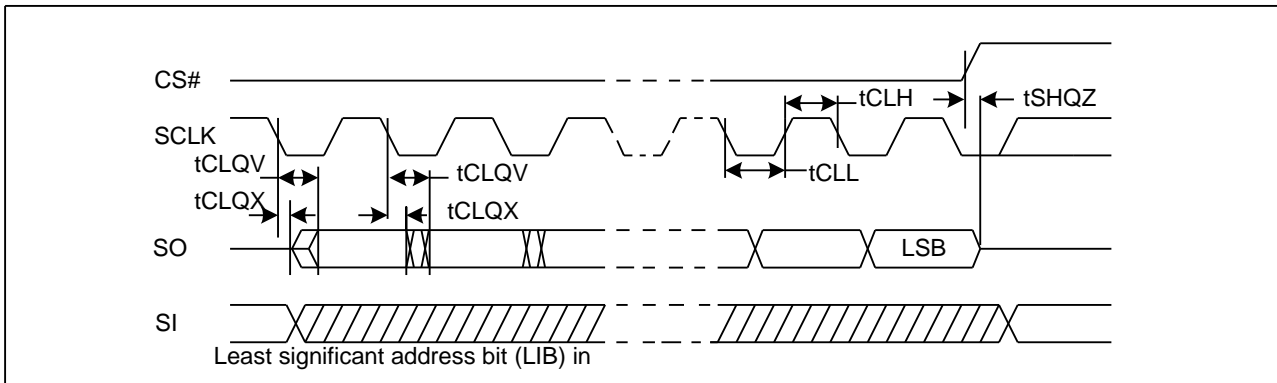 CS#
tCLH
tSHQZ
SCLK
tCLQV
tCLQV
tCLL
tCLQX
tCLQX
SO
LSB
SI
Least significant address bit (LIB) in